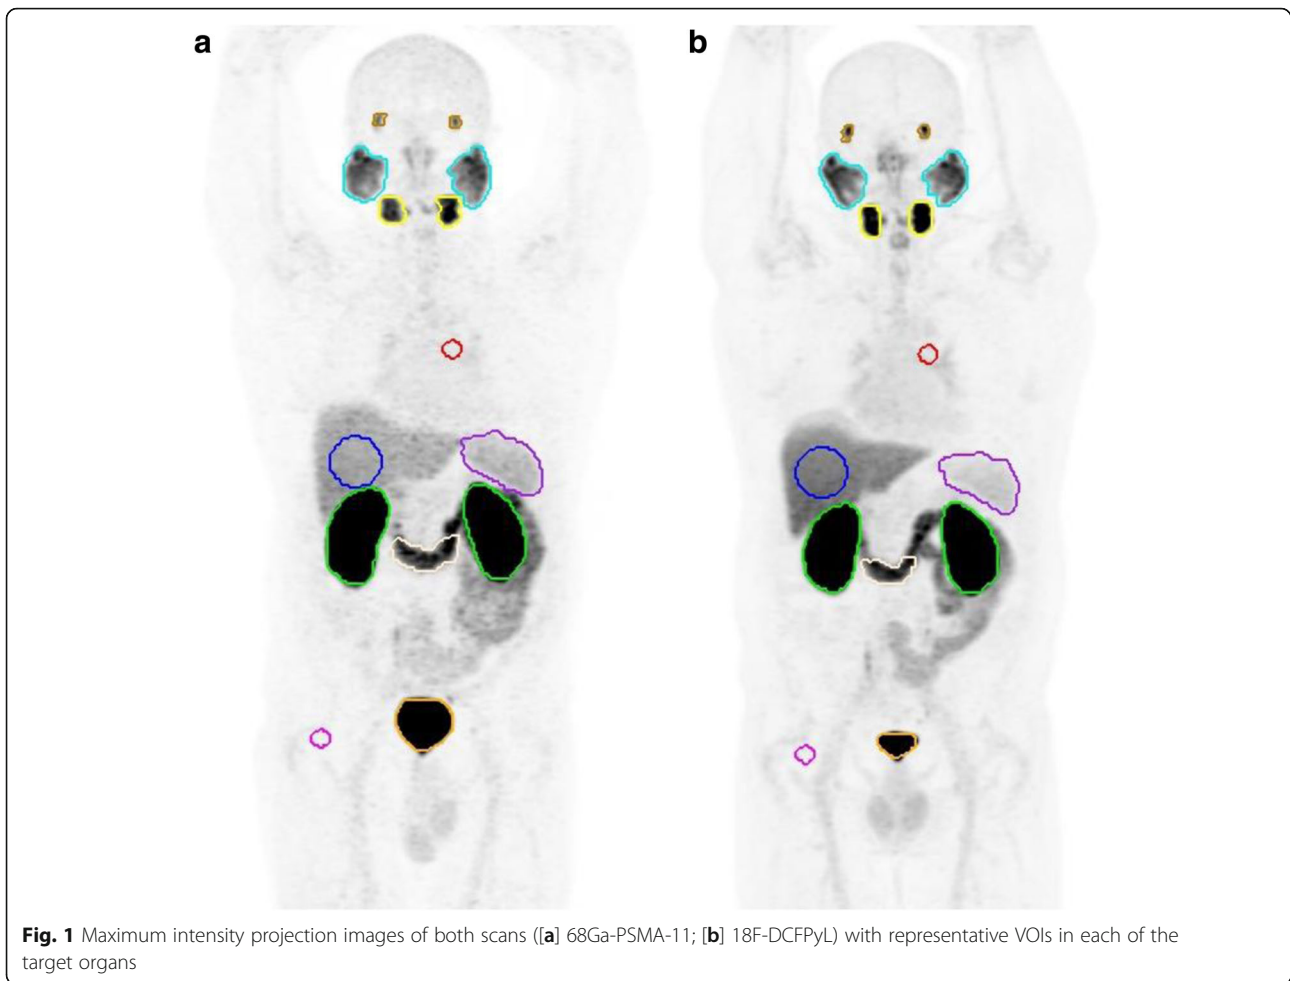 a
b
Fig. 1 Maximum intensity projection images of both scans ([a] 68Ga-PSMA-11; [b] 18F-DCFPyL) with representative VOIs in each of the
target organs